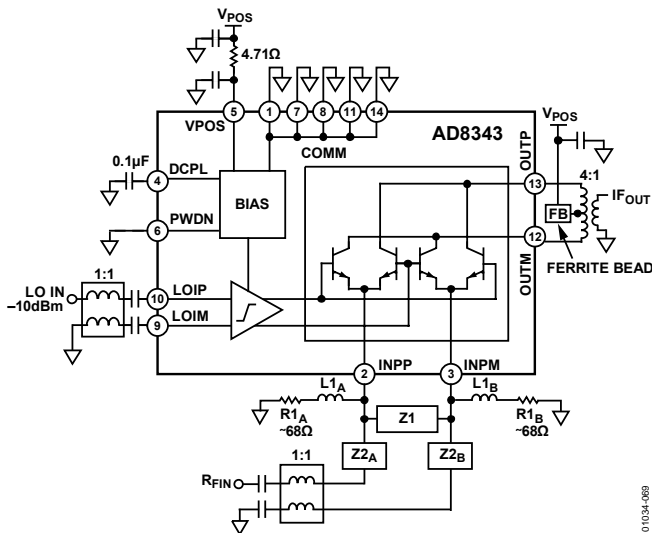 VPOS
4.71Ω
5
1
7
8
11
14
VPOS
COMM
AD8343
VPOS
0.1µF
4
DCPL
BIAS
6
PWDN
OUTP
13
4:1
IFOUT
FB
12
OUTM
FERRITE BEAD
1:1
LO IN
–10dBm
10
LOIP
9
LOIM
INPP
INPM
2
3
L1A
L1B
R1A
~68Ω
Z1
R1B
~68Ω
Z2A
Z2B
1:1
RFIN
01034-069